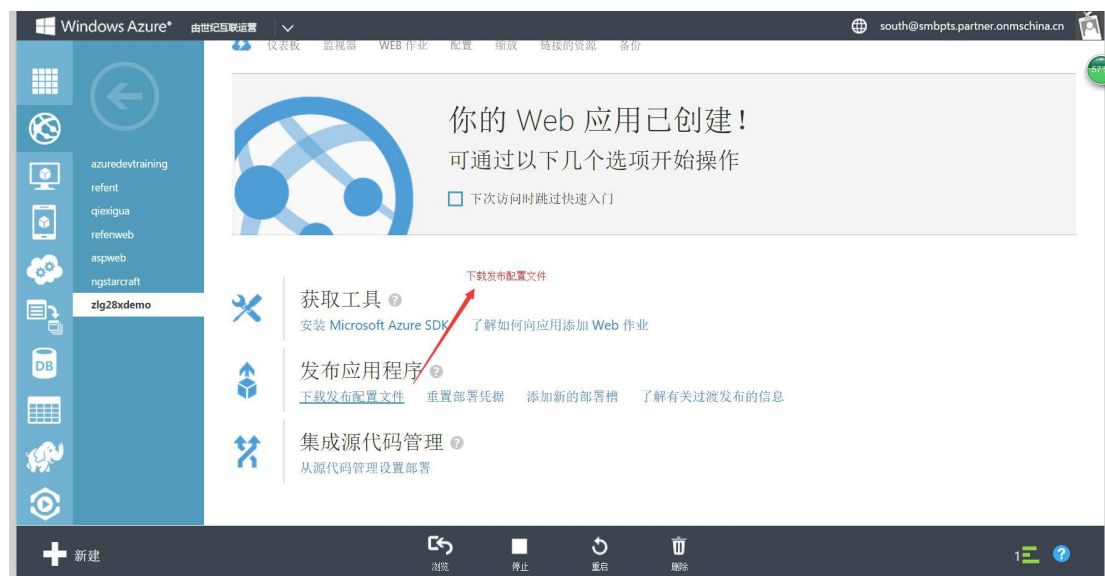 Windows Azure* 由世纪互联运营
south@smbpts.partner.onmschina.cn
仪表板 监视器 WEB 作业 配置 缩放 链接的资源 备份
67%
azuredevtraining
refent
qiexigua
refenweb
aspweb
ngstarcraft
zlg28xdemo
你的 Web 应用已创建!
可通过以下几个选项开始操作
下次访问时跳过快速入门
下载发布配置文件
获取工具 ?
安装 Microsoft Azure SDK 了解如何向应用添加 Web 作业
发布应用程序 ?
下载发布配置文件 重置部署凭据 添加新的部署槽 了解有关过渡发布的信息
集成源代码管理 ?
从源代码管理设置部署
DB
新建
浏览 停止 重启 删除
1 ?